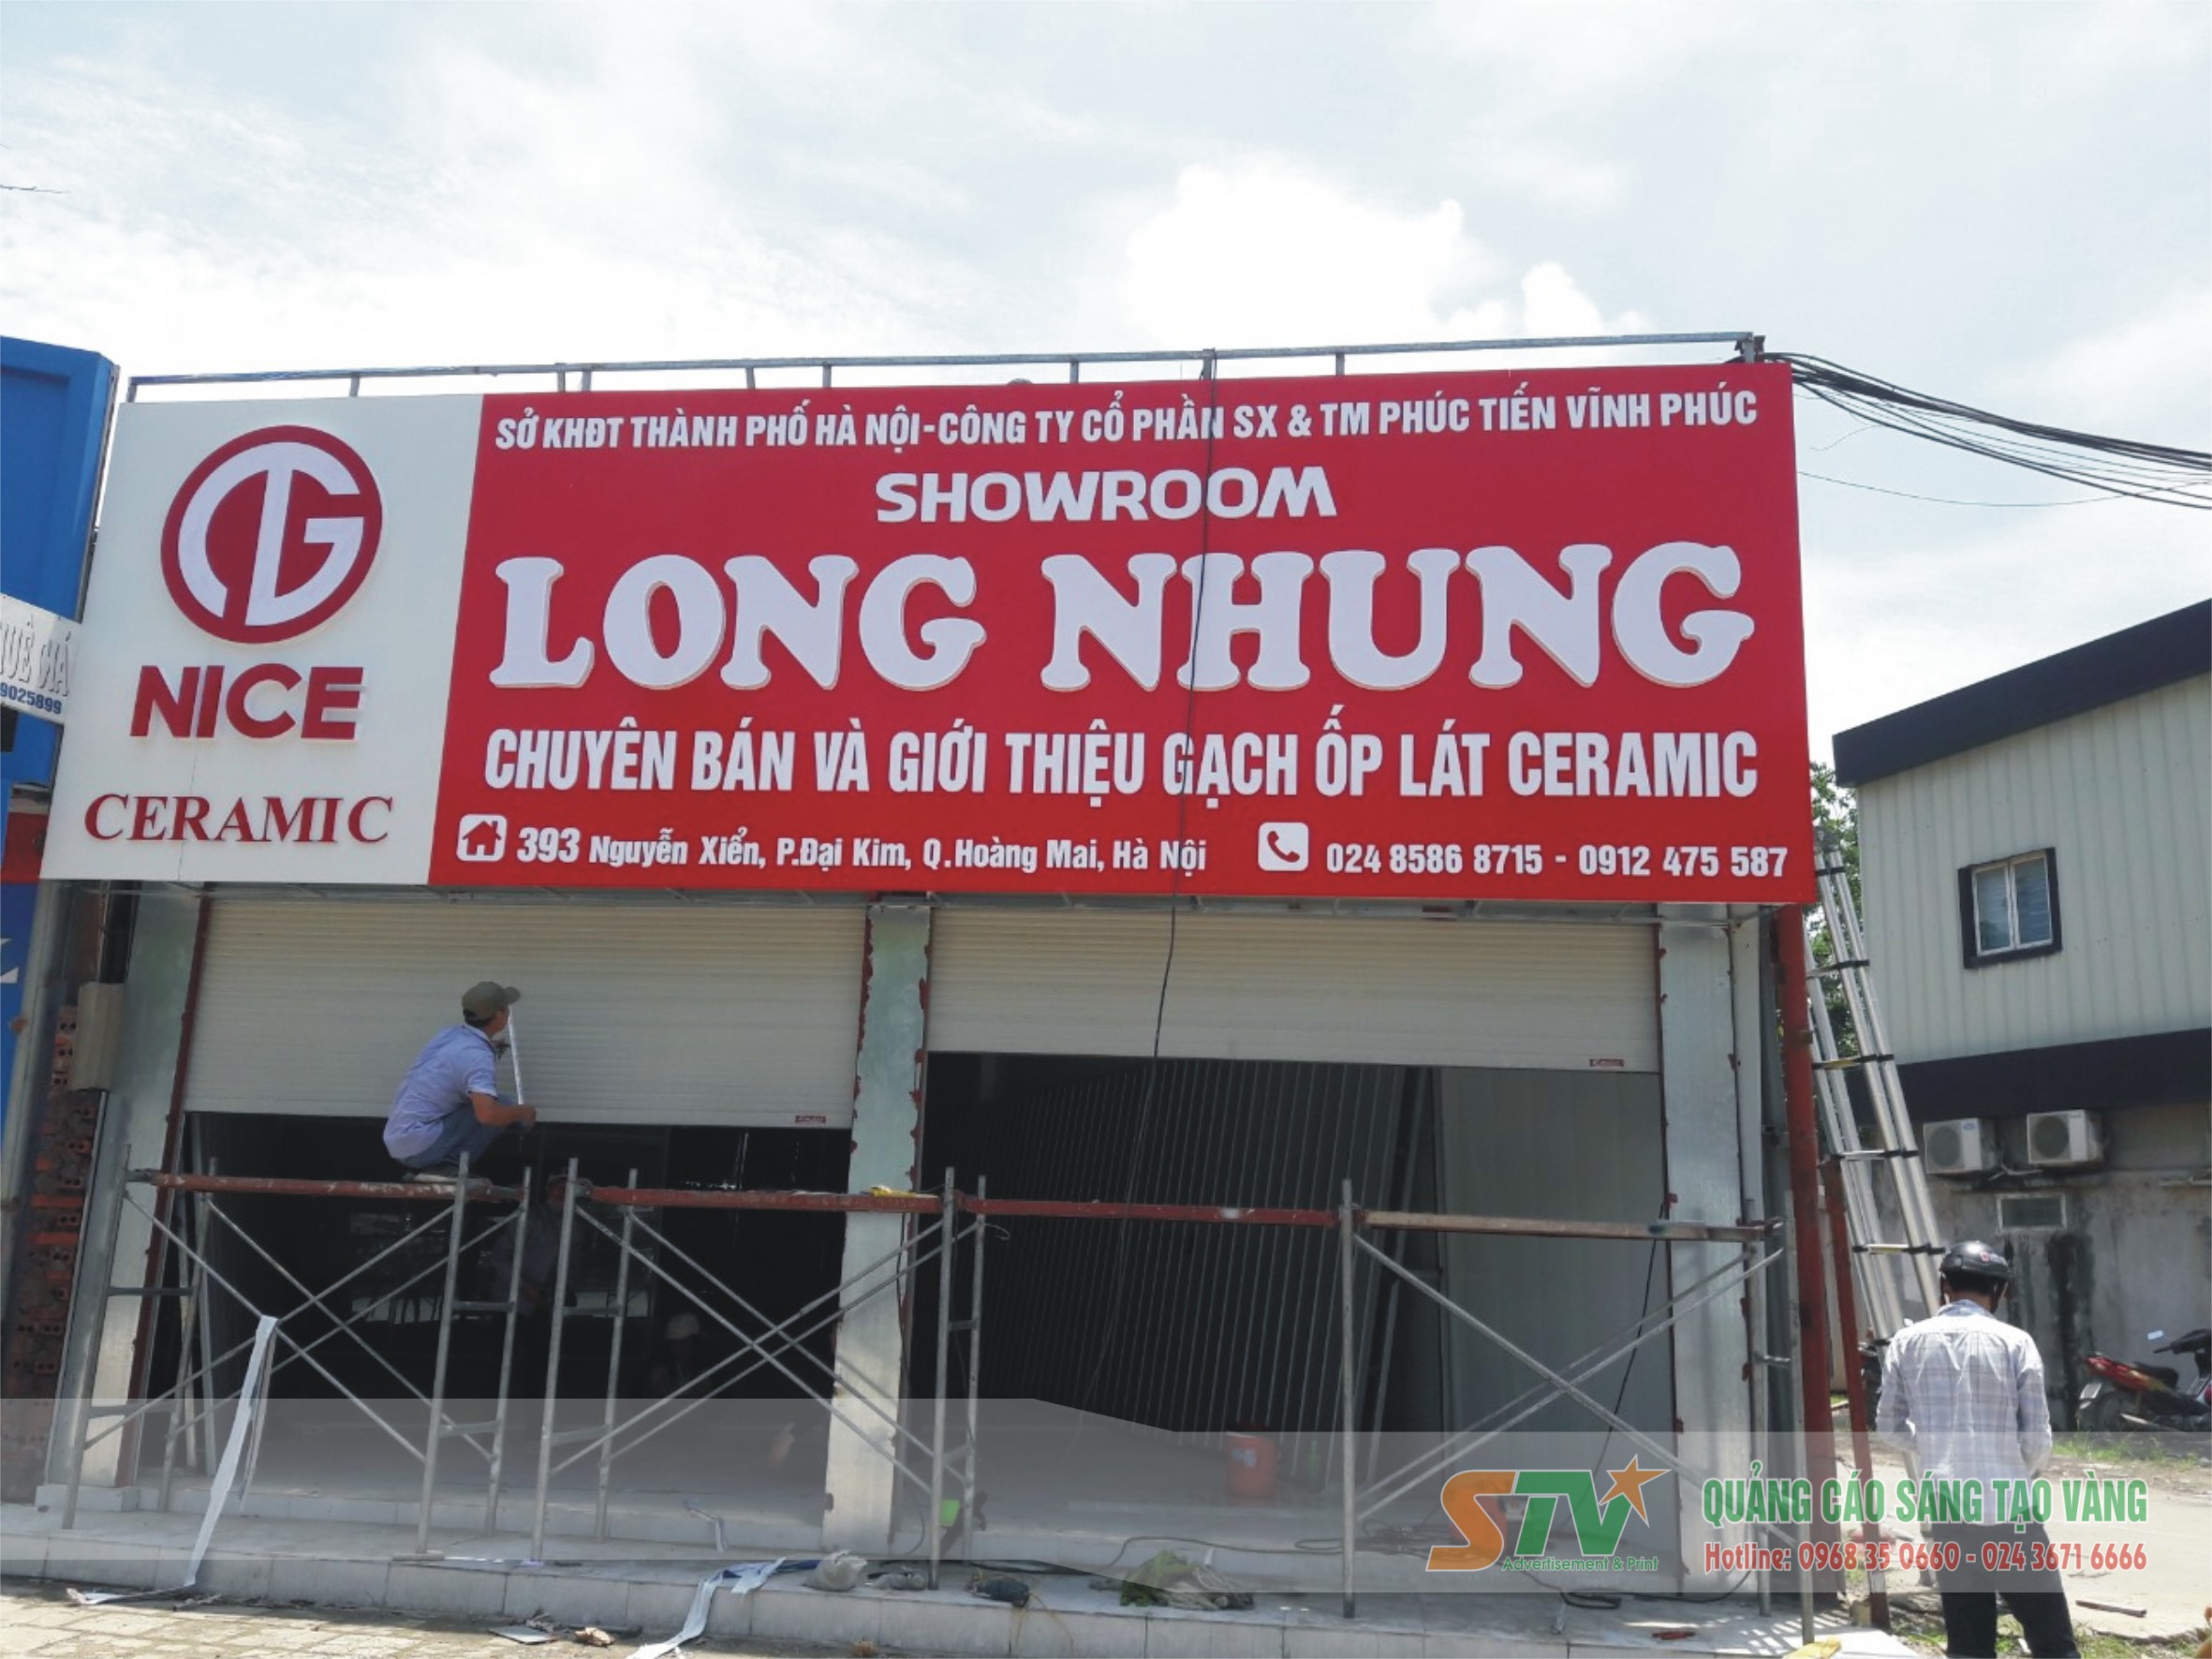 SỞ KHĐT THÀNH PHỐ HÀ NỘI-CÔNG TY CỔ PHẦN SX & TM PHÚC TIẾN VĨNH PHÚC
SHOWROOM
LONG NHUNG
CHUYÊN BÁN VÀ GIỚI THIỆU GẠCH ỐP LÁT CERAMIC
393 Nguyễn Xiển, P.Đại Kim, Q.Hoàng Mai, Hà Nội
024 8586 8715 - 0912 475 587
NICE
CERAMIC
9025899
STV
Advertisement & Print
QUẢNG CÁO SÁNG TẠO VÀNG
Hotline: 0968 35 0660 - 024 3671 6666